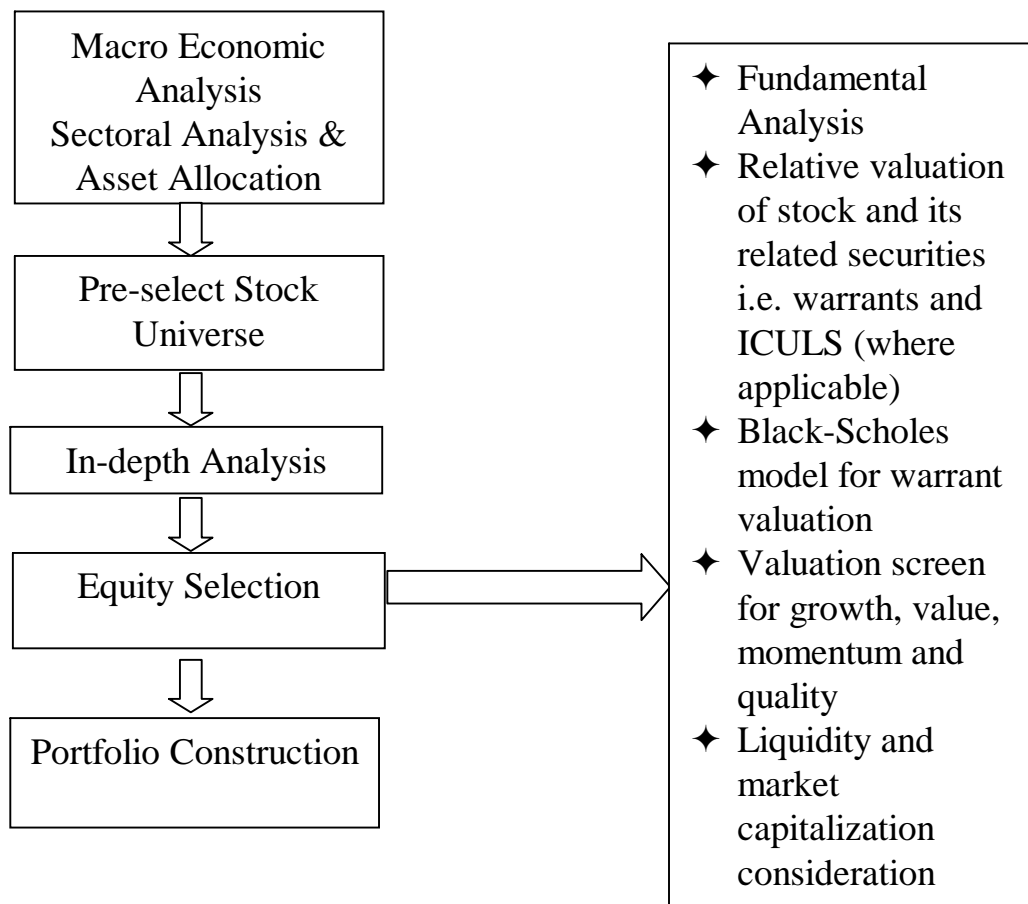 Macro Economic
Analysis
Sectoral Analysis &
Asset Allocation
Pre-select Stock
Universe
In-depth Analysis
Equity Selection
Portfolio Construction
✦ Fundamental
Analysis
✦ Relative valuation
of stock and its
related securities
i.e. warrants and
ICULS (where
applicable)
✦ Black-Scholes
model for warrant
valuation
✦ Valuation screen
for growth, value,
momentum and
quality
✦ Liquidity and
market
capitalization
consideration